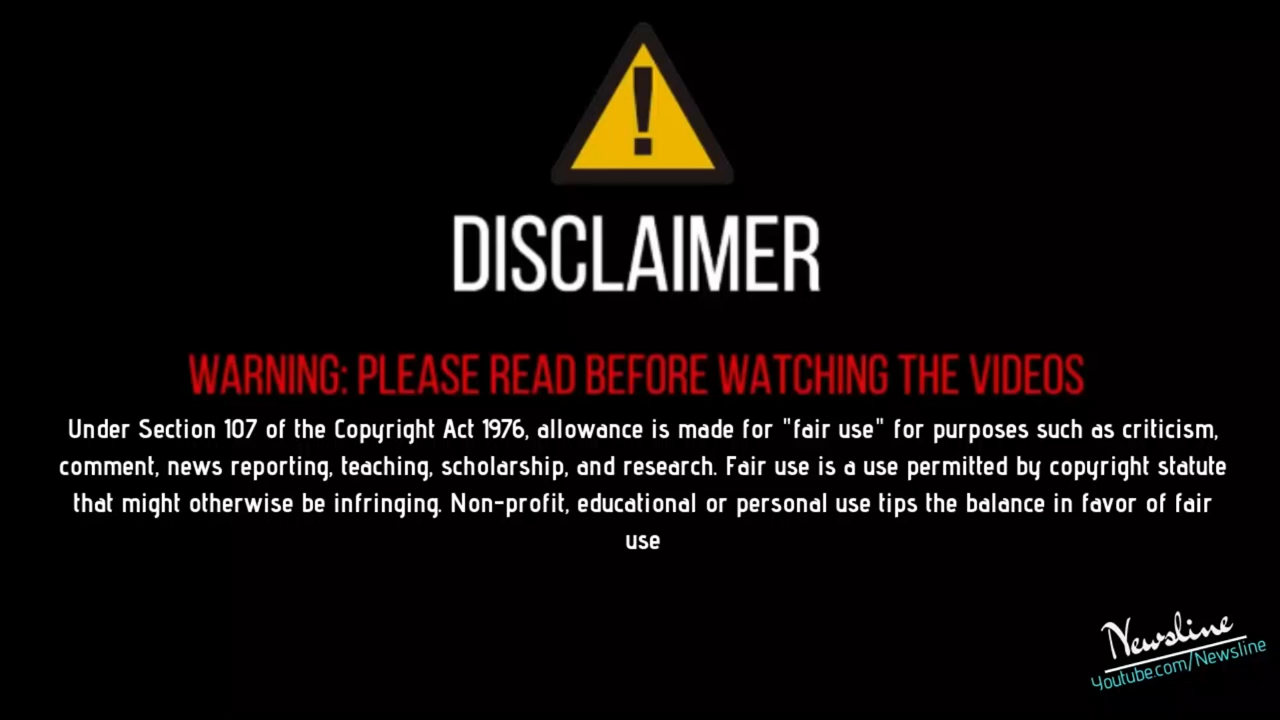 DISCLAIMER
WARNING: PLEASE READ BEFORE WATCHING THE VIDEOS
Under Section 107 of the Copyright Act 1976, allowance is made for "fair use" for purposes such as criticism,
comment, news reporting, teaching, scholarship, and research. Fair use is a use permitted by copyright statute
that might otherwise be infringing. Non-profit, educational or personal use tips the balance in favor of fair
use
Newsline
Youtube.com/Newsline